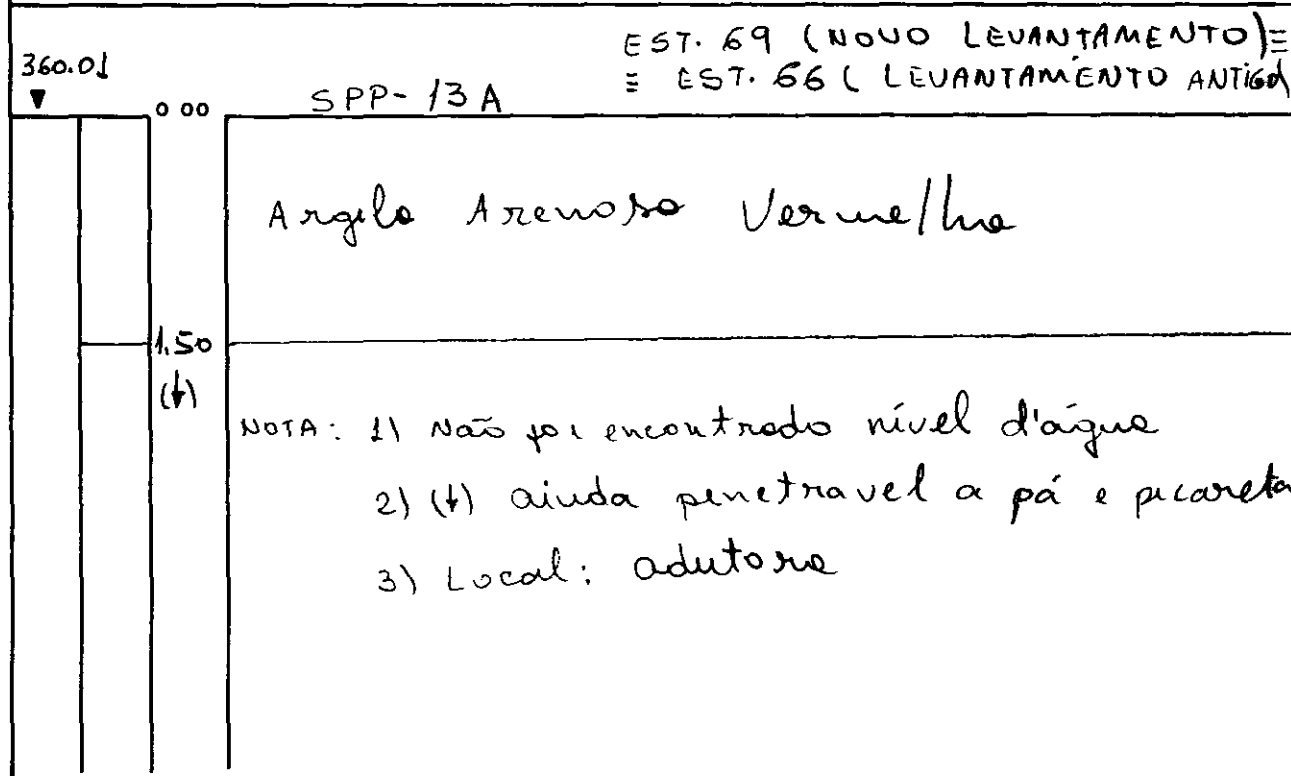 EST. 69 (NOVO LEVANTAMENTO) ≡
≡ EST. 66 ( LEVANTAMENTO ANTIGO
360.01
▼
SPP-13 A
0 00
Argila Arenosa Vermelha
1.50
(↓)
NOTA: 1) Não foi encontrado nível d'água
2) (↓) ainda penetravel a pá e picareta
3) Local: adutora